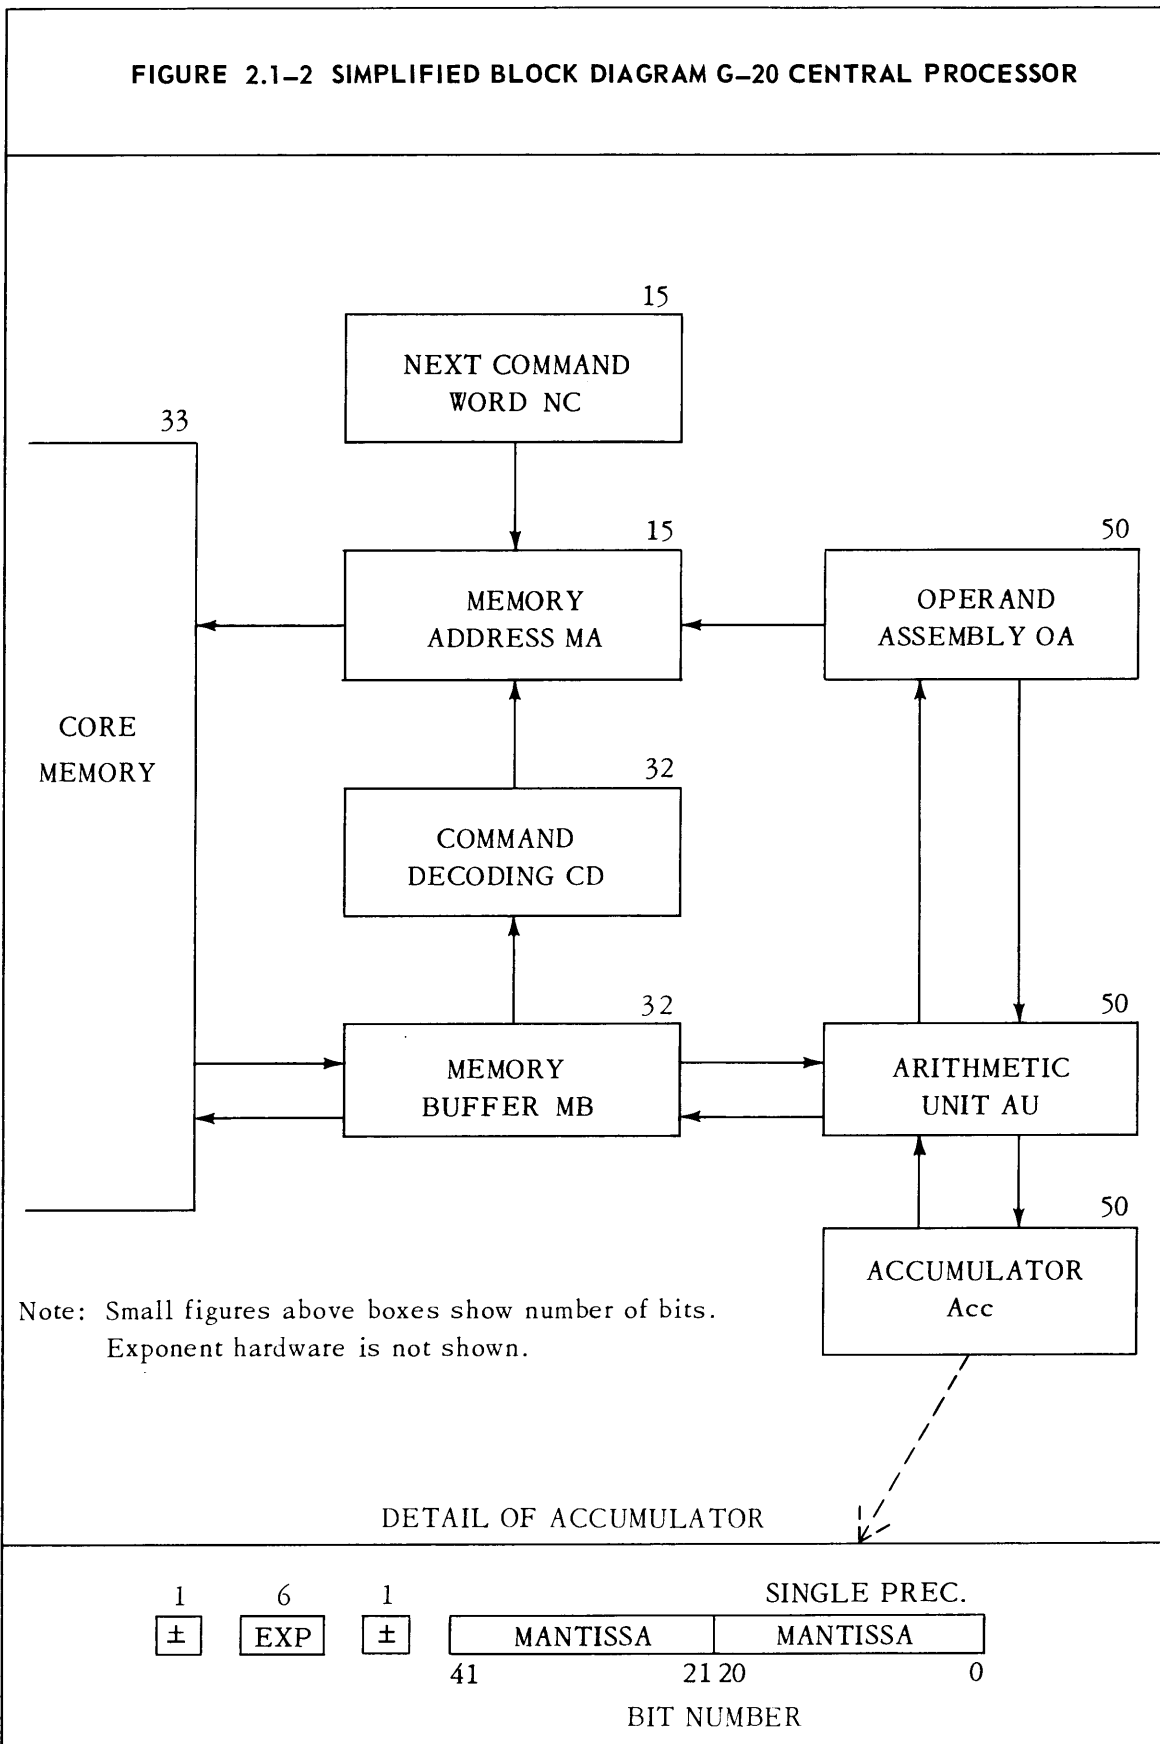 FIGURE 2.1–2 SIMPLIFIED BLOCK DIAGRAM G–20 CENTRAL PROCESSOR
15
NEXT COMMAND
WORD NC
33
CORE
MEMORY
15
MEMORY
ADDRESS MA
50
OPERAND
ASSEMBLY OA
32
COMMAND
DECODING CD
32
MEMORY
BUFFER MB
50
ARITHMETIC
UNIT AU
50
ACCUMULATOR
Acc
Note: Small figures above boxes show number of bits.
Exponent hardware is not shown.
DETAIL OF ACCUMULATOR
1 6 1 SINGLE PREC.
± EXP ± MANTISSA MANTISSA
41 21 20 0
BIT NUMBER